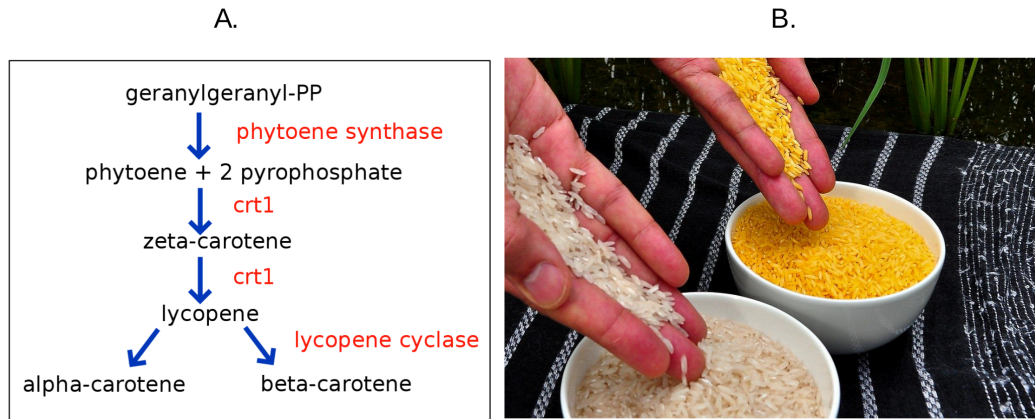 A.
B.
geranylgeranyl-PP
phytoene synthase
phytoene + 2 pyrophosphate
crt1
zeta-carotene
crt1
lycopene
lycopene cyclase
alpha-carotene
beta-carotene